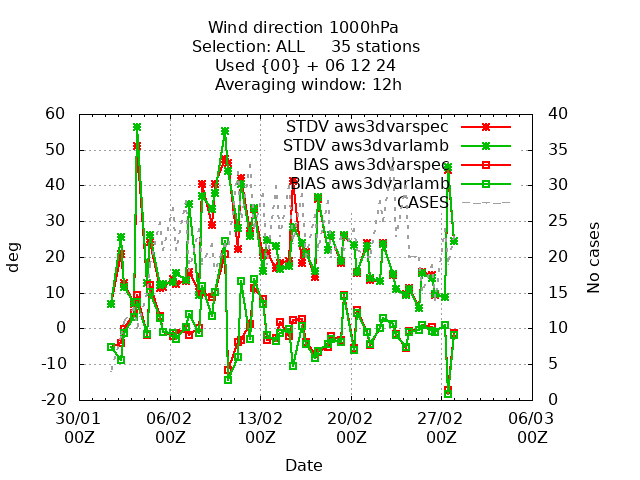 Wind direction 1000hPa
Selection: ALL 35 stations
Used {00} + 06 12 24
Averaging window: 12h
60 40
STDV aws3dvarspec
50 35
STDV aws3dvarlamb
BIAS aws3dvarspec
40 30
BIAS aws3dvarlamb
CASES
30 25
deg
No cases
20 20
10 15
0 10
-10 5
-20 0
30/01 06/02 13/02 20/02 27/02 06/03
00Z 00Z 00Z 00Z 00Z 00Z
Date